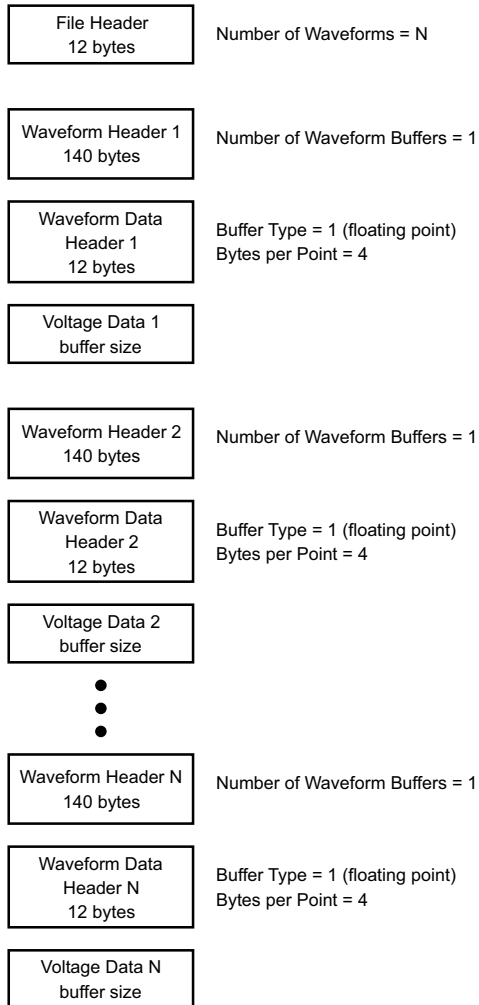 File Header
12 bytes
Number of Waveforms = N
Waveform Header 1
140 bytes
Number of Waveform Buffers = 1
Waveform Data
Header 1
12 bytes
Buffer Type = 1 (floating point)
Bytes per Point = 4
Voltage Data 1
buffer size
Waveform Header 2
140 bytes
Number of Waveform Buffers = 1
Waveform Data
Header 2
12 bytes
Buffer Type = 1 (floating point)
Bytes per Point = 4
Voltage Data 2
buffer size
Waveform Header N
140 bytes
Number of Waveform Buffers = 1
Waveform Data
Header N
12 bytes
Buffer Type = 1 (floating point)
Bytes per Point = 4
Voltage Data N
buffer size